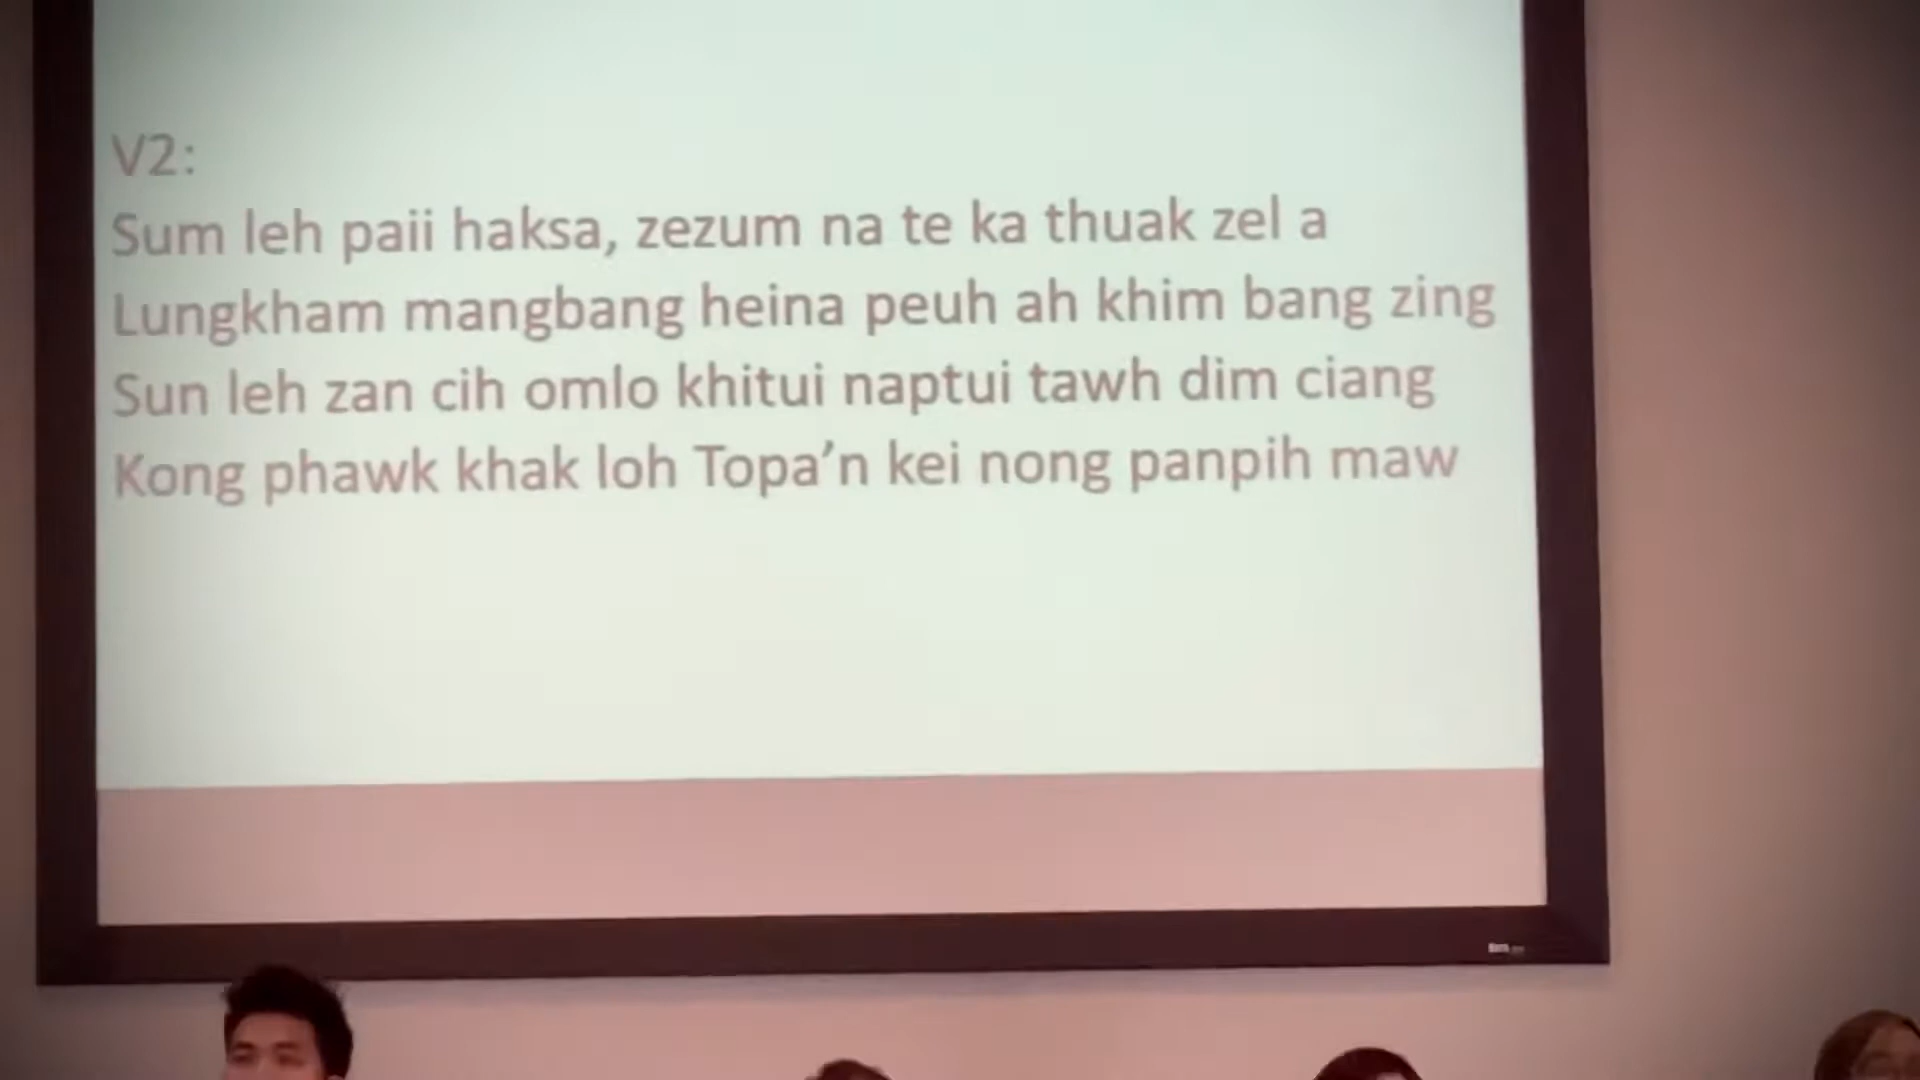 V2:
Sum leh paii haksa, zezum na te ka thuak zel a
Lungkham mangbang heina peuh ah khim bang zing
Sun leh zan cih omlo khitui naptui tawh dim ciang
Kong phawk khak loh Topa’n kei nong panpih maw